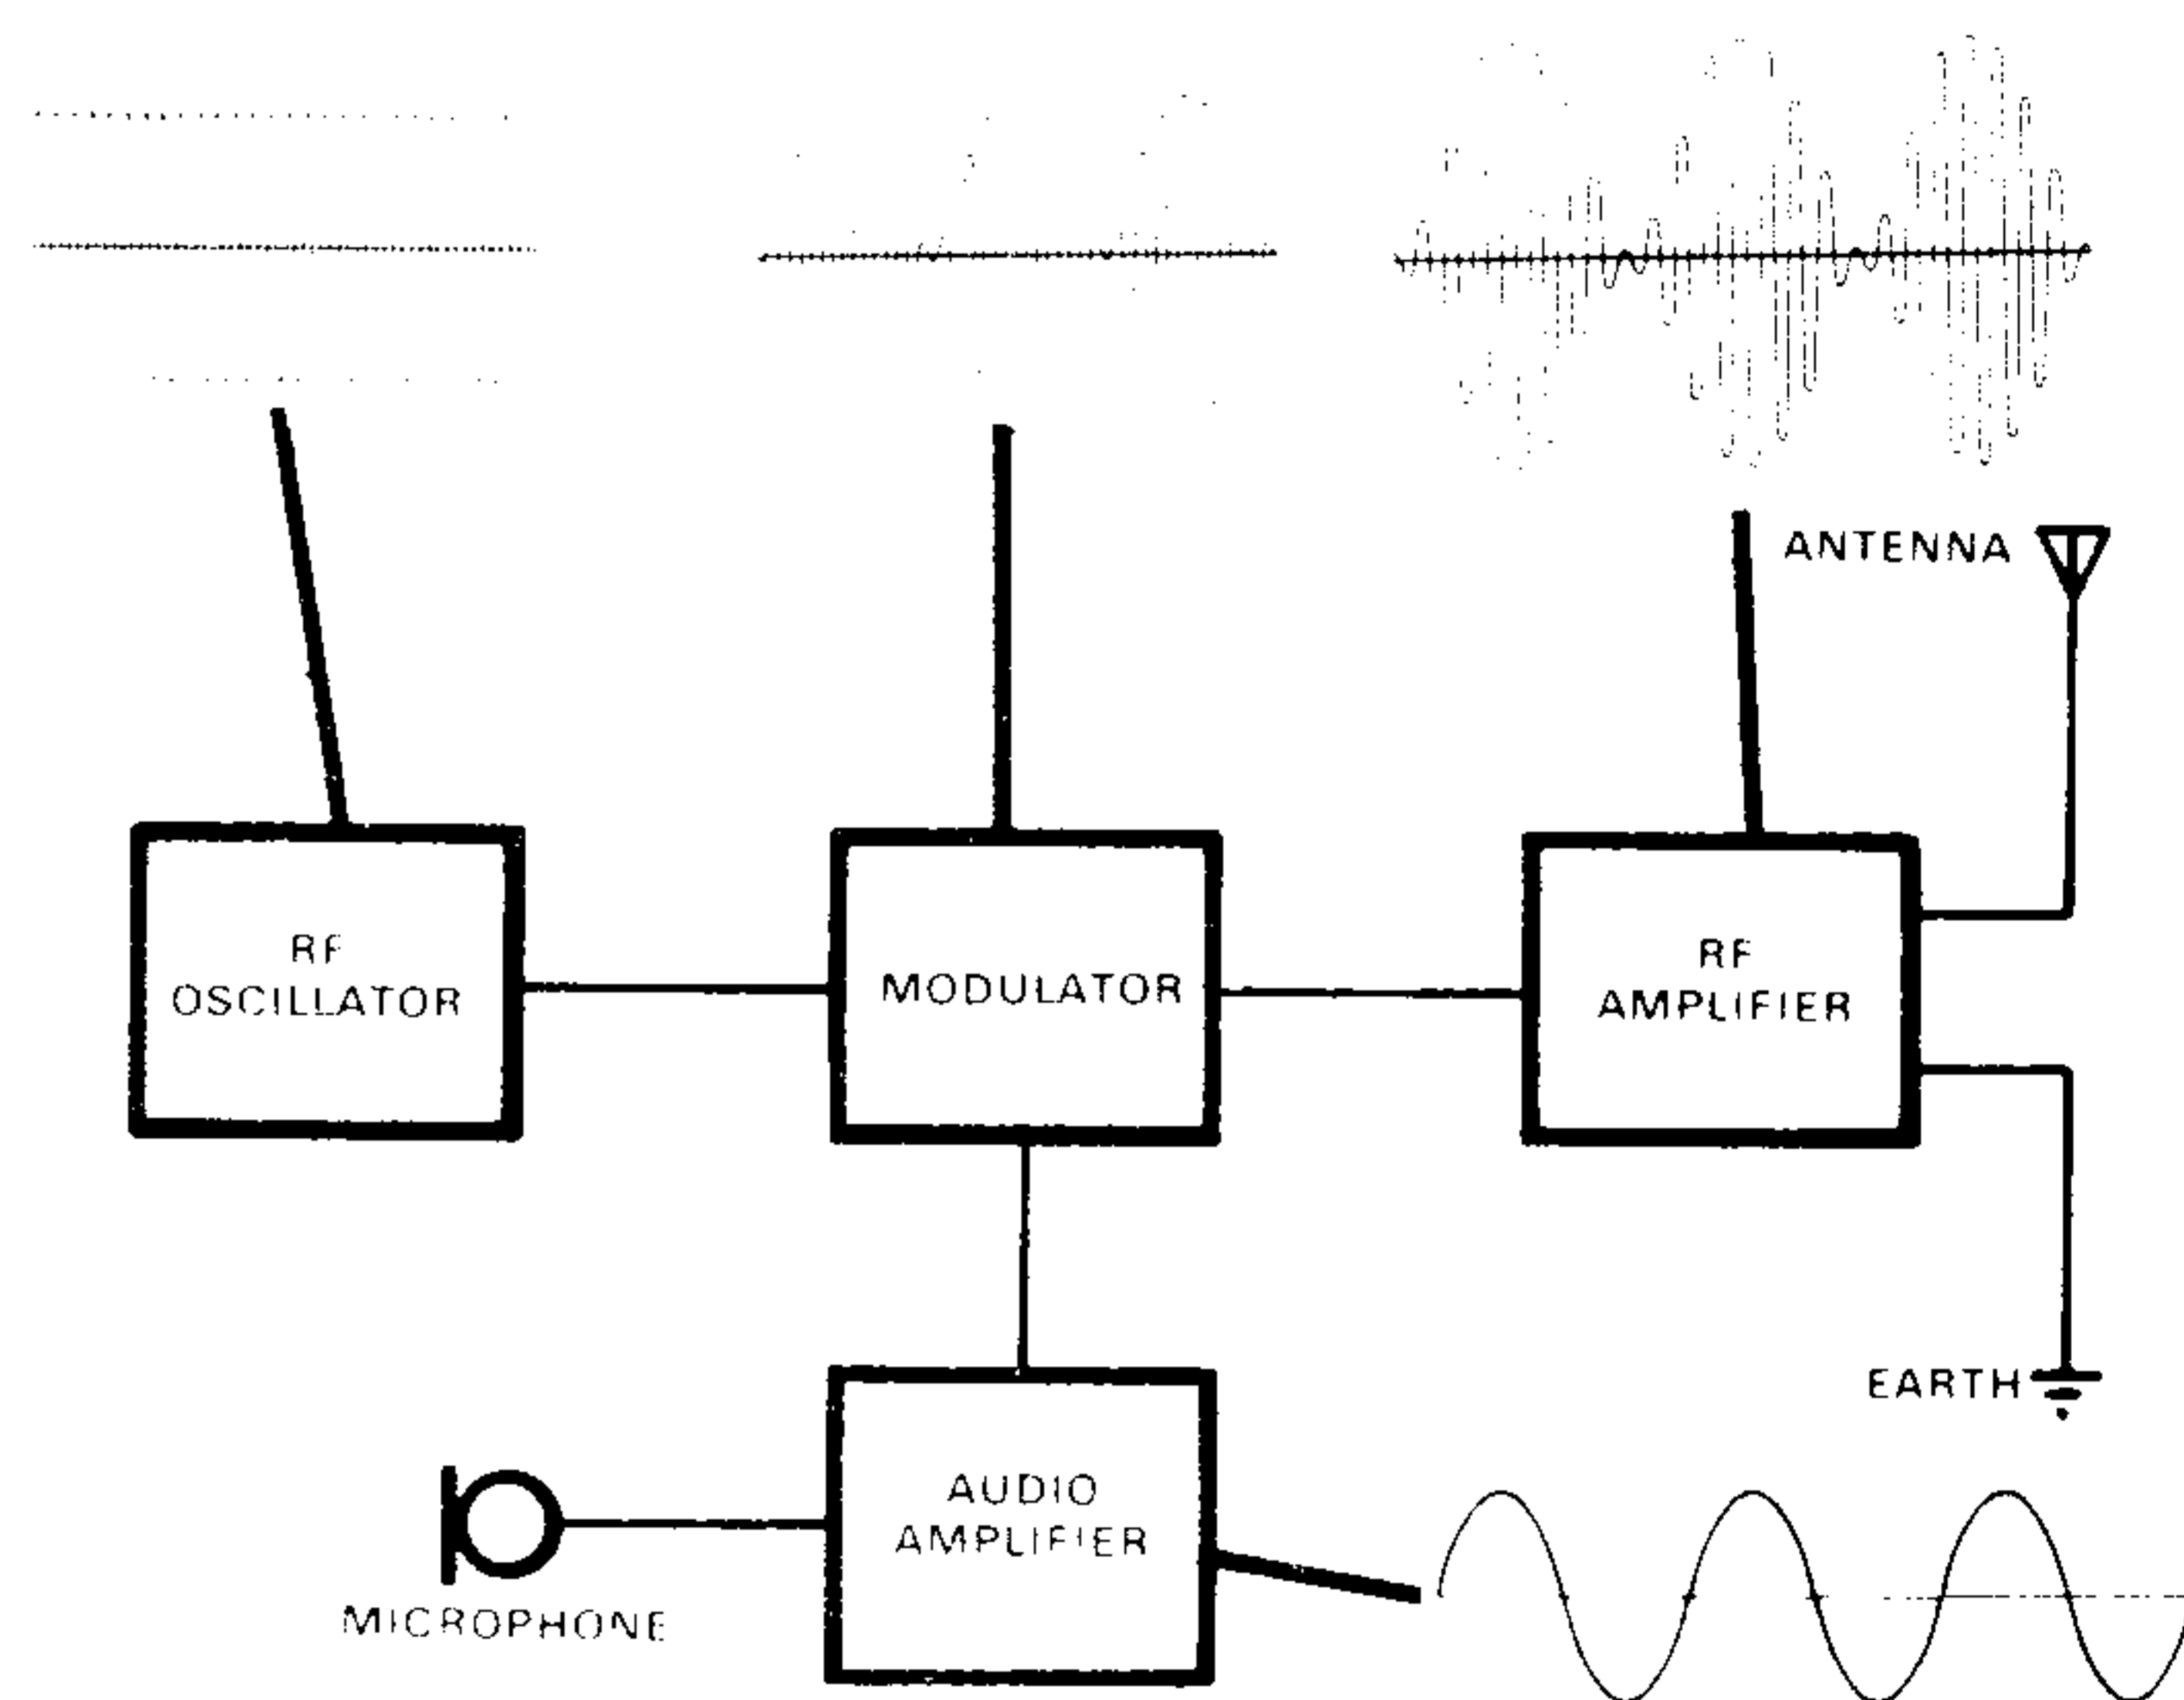 ANTENNA
RF
OSCILLATOR
MODULATOR
RF
AMPLIFIER
EARTH
AUDIO
AMPLIFIER
MICROPHONE